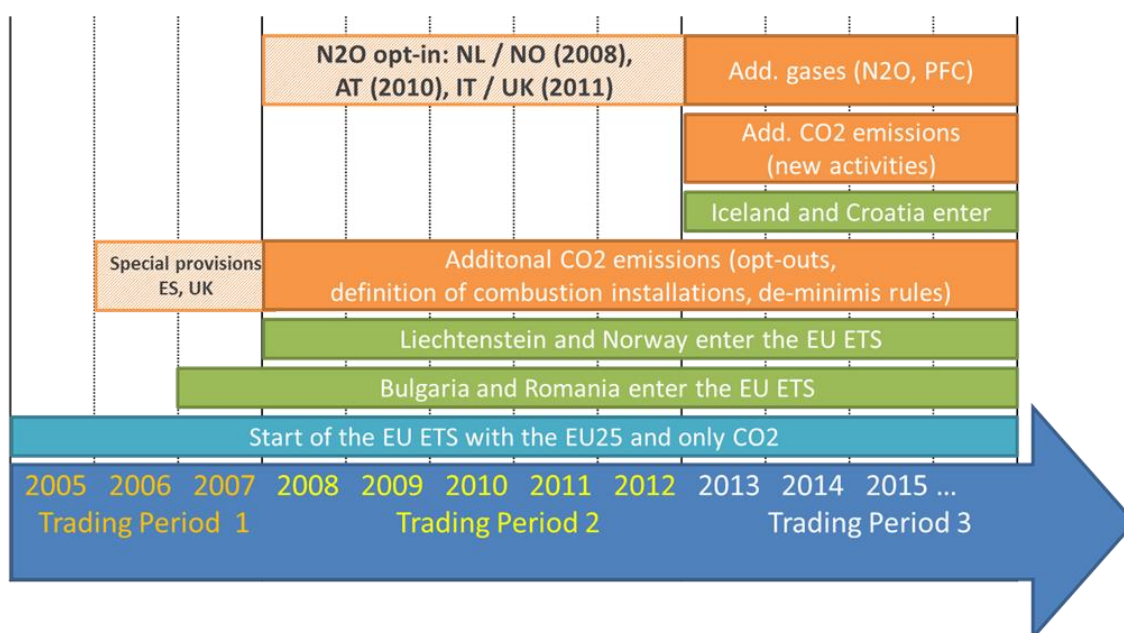 N2O opt-in: NL / NO (2008),
AT (2010), IT / UK (2011)
Add. gases (N2O, PFC)
Add. CO2 emissions
(new activities)
Iceland and Croatia enter
Special provisions
ES, UK
Additonal CO2 emissions (opt-outs,
definition of combustion installations, de-minimis rules)
Liechtenstein and Norway enter the EU ETS
Bulgaria and Romania enter the EU ETS
Start of the EU ETS with the EU25 and only CO2
2005 2006 2007 2008 2009 2010 2011 2012 2013 2014 2015 ...
Trading Period 1 Trading Period 2 Trading Period 3